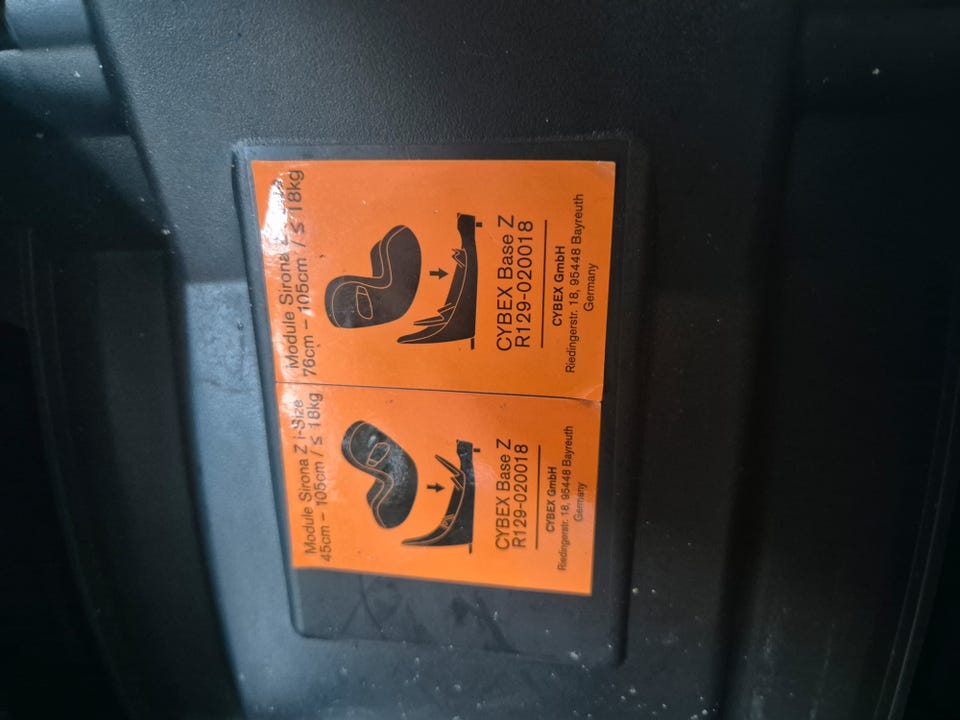 Module Sirona Z i-Size
45cm – 105cm / ≤ 18kg
CYBEX Base Z
R129-020018
CYBEX GmbH
Riedingerstr. 18, 95448 Bayreuth
Germany
Module Sirona Z
76cm – 105cm / ≤ 18kg
CYBEX Base Z
R129-020018
CYBEX GmbH
Riedingerstr. 18, 95448 Bayreuth
Germany